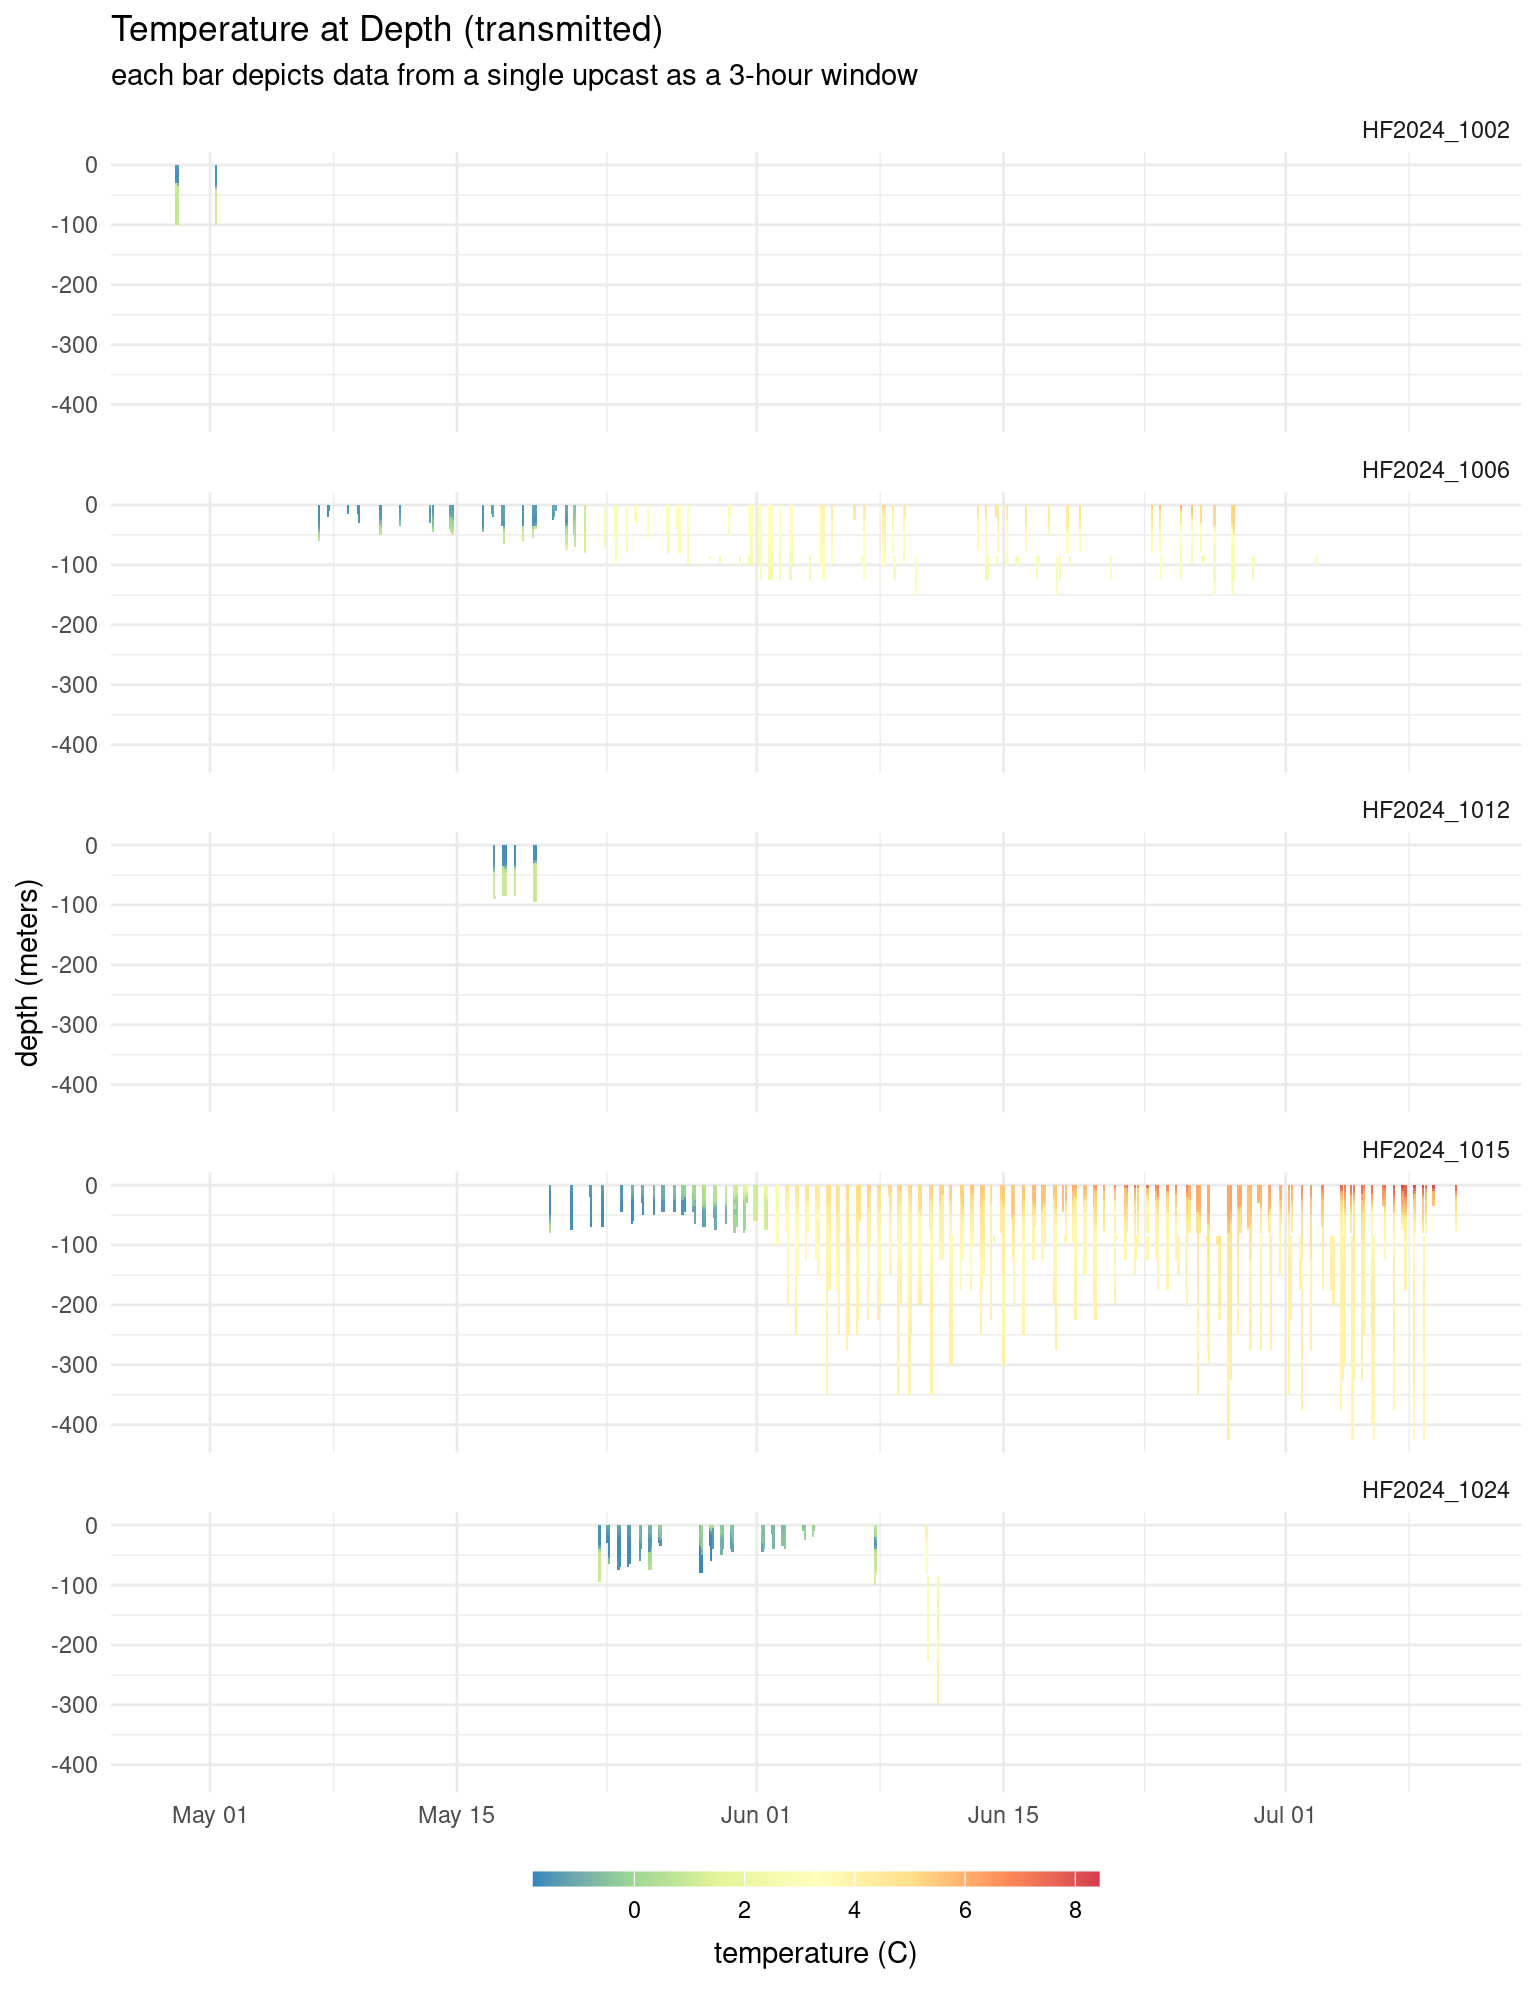 Temperature at Depth (transmitted)
each bar depicts data from a single upcast as a 3-hour window
HF2024_1002
0
-100
-200
-300
-400
HF2024_1006
0
-100
-200
-300
-400
HF2024_1012
0
-100
-200
-300
-400
depth (meters)
HF2024_1015
0
-100
-200
-300
-400
HF2024_1024
0
-100
-200
-300
-400
May 01 May 15 Jun 01 Jun 15 Jul 01
0 2 4 6 8
temperature (C)